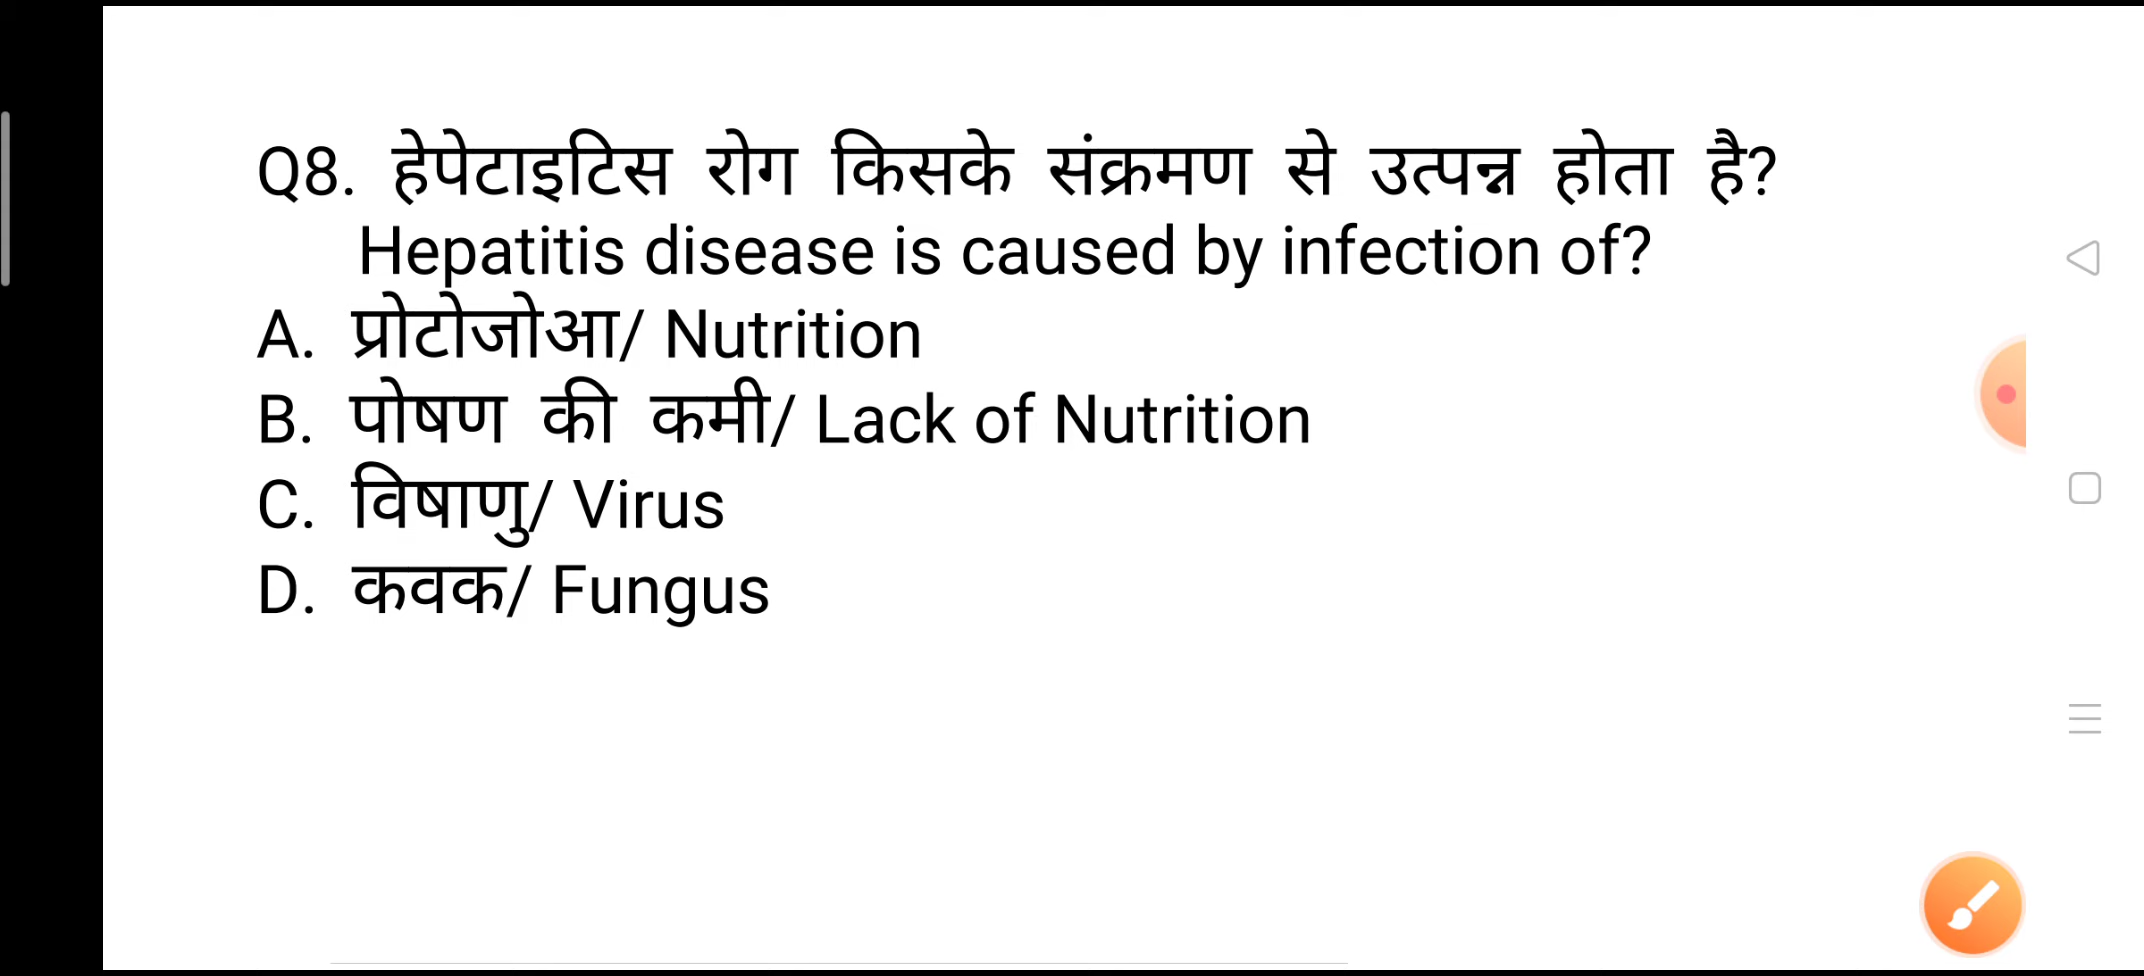 Q8. हेपेटाइटिस रोग किसके संक्रमण से उत्पन्न होता है?
Hepatitis disease is caused by infection of?
A. प्रोटोजोआ/ Nutrition
B. पोषण की कमी/ Lack of Nutrition
C. विषाणु/ Virus
D. कवक/ Fungus